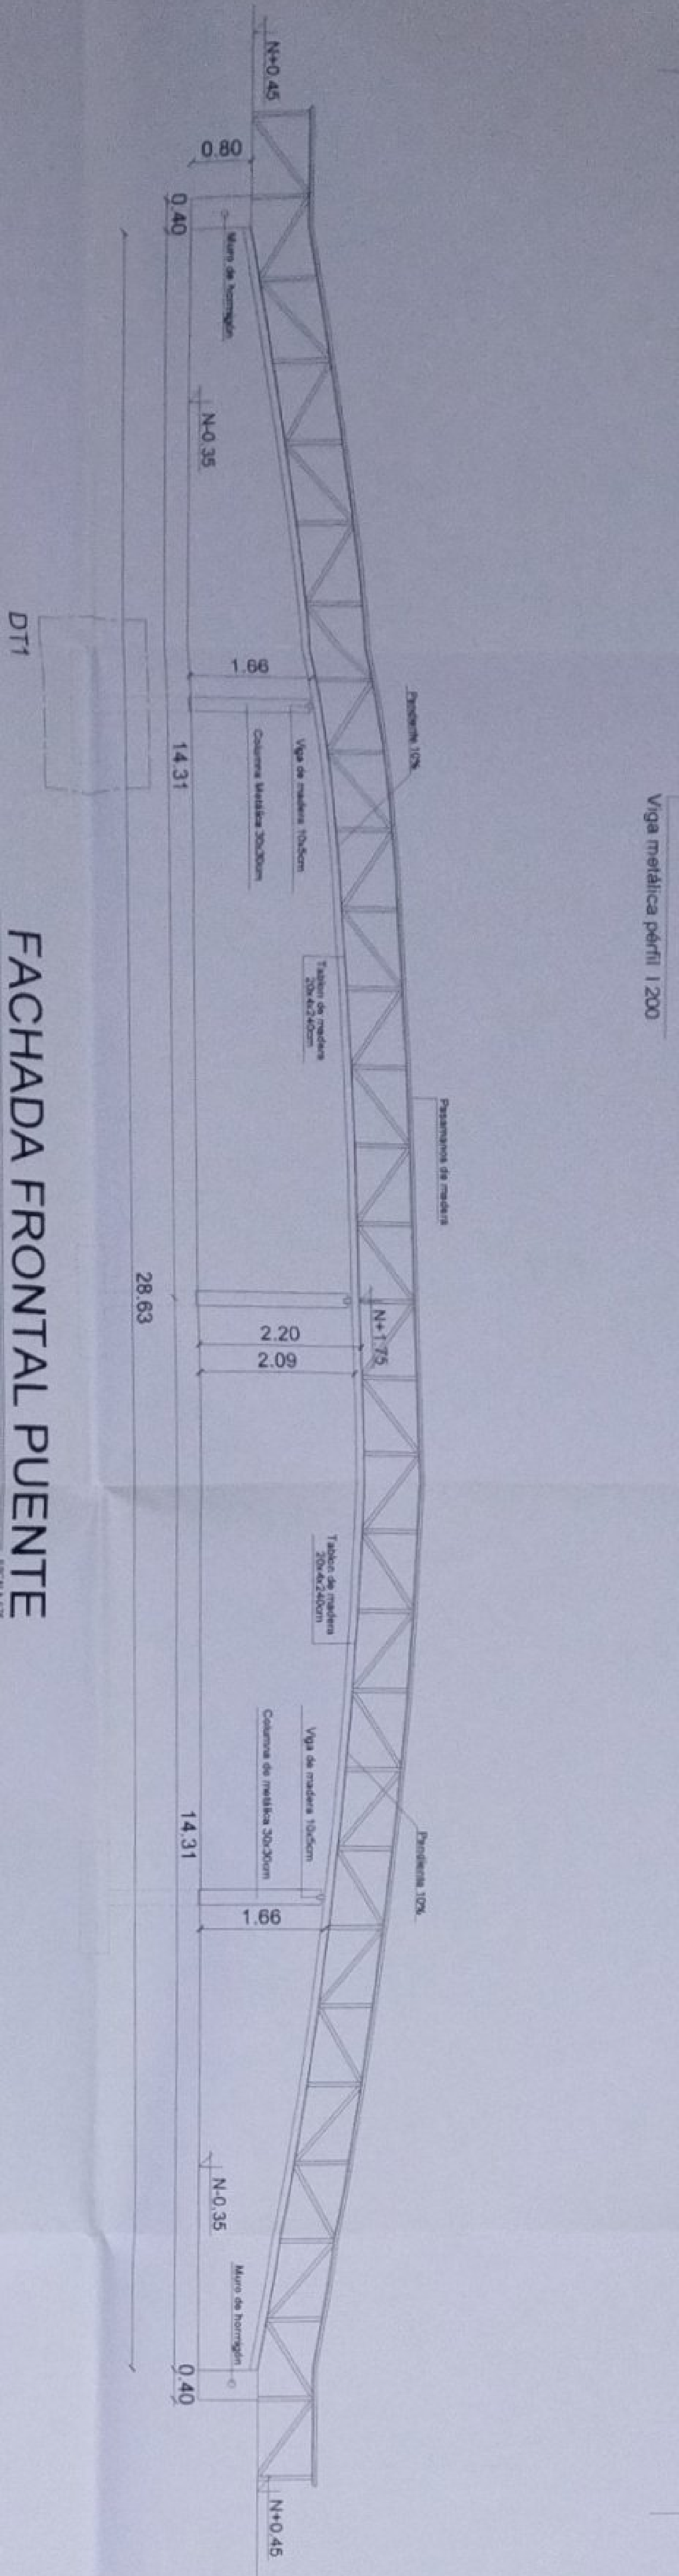 Viga metálica pérfil I 200
Pendiente 10%
Pasamanos de madera
Pendiente 10%
N+0.45
N+1.75
N+0.45
0.80
Muro de hormigón
N-0.35
1.66
Viga de madera 10x5cm
Columna Metálica 30x30cm
Tablon de madera
20x4x240cm
2.20
2.09
Tablon de madera
20x4x240cm
Viga de madera 10x5cm
Columna de metálica 30x30cm
1.66
N-0.35
Muro de hormigón
0.40
14.31
14.31
0.40
28.63
DT1
FACHADA FRONTAL PUENTE